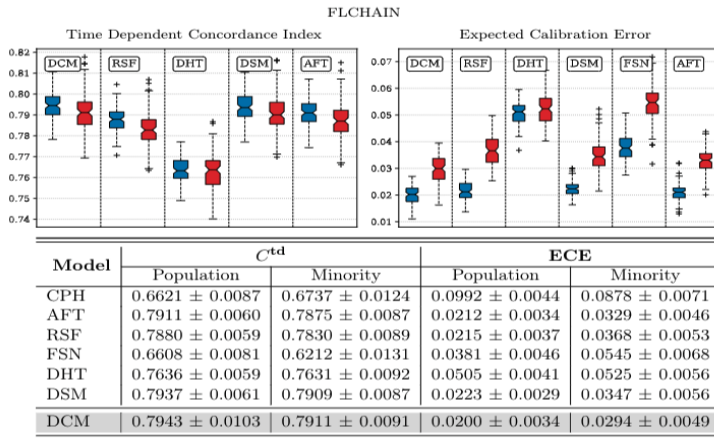 FLCHAIN
Time Dependent Concordance Index
0.82
0.81
0.80
0.79
0.78
0.77
0.76
0.75
0.74
DCM RSF DHT DSM AFT
Expected Calibration Error
0.07
0.06
0.05
0.04
0.03
0.02
0.01
DCM RSF DHT DSM FSN AFT
Model C^td ECE
Population Minority Population Minority
CPH 0.6621 ± 0.0087 0.6737 ± 0.0124 0.0992 ± 0.0044 0.0878 ± 0.0071
AFT 0.7911 ± 0.0060 0.7875 ± 0.0087 0.0212 ± 0.0034 0.0329 ± 0.0046
RSF 0.7880 ± 0.0059 0.7830 ± 0.0089 0.0215 ± 0.0037 0.0368 ± 0.0053
FSN 0.6608 ± 0.0081 0.6212 ± 0.0131 0.0381 ± 0.0046 0.0545 ± 0.0068
DHT 0.7636 ± 0.0059 0.7631 ± 0.0092 0.0505 ± 0.0041 0.0525 ± 0.0056
DSM 0.7937 ± 0.0061 0.7909 ± 0.0087 0.0223 ± 0.0029 0.0347 ± 0.0056
DCM 0.7943 ± 0.0103 0.7911 ± 0.0091 0.0200 ± 0.0034 0.0294 ± 0.0049